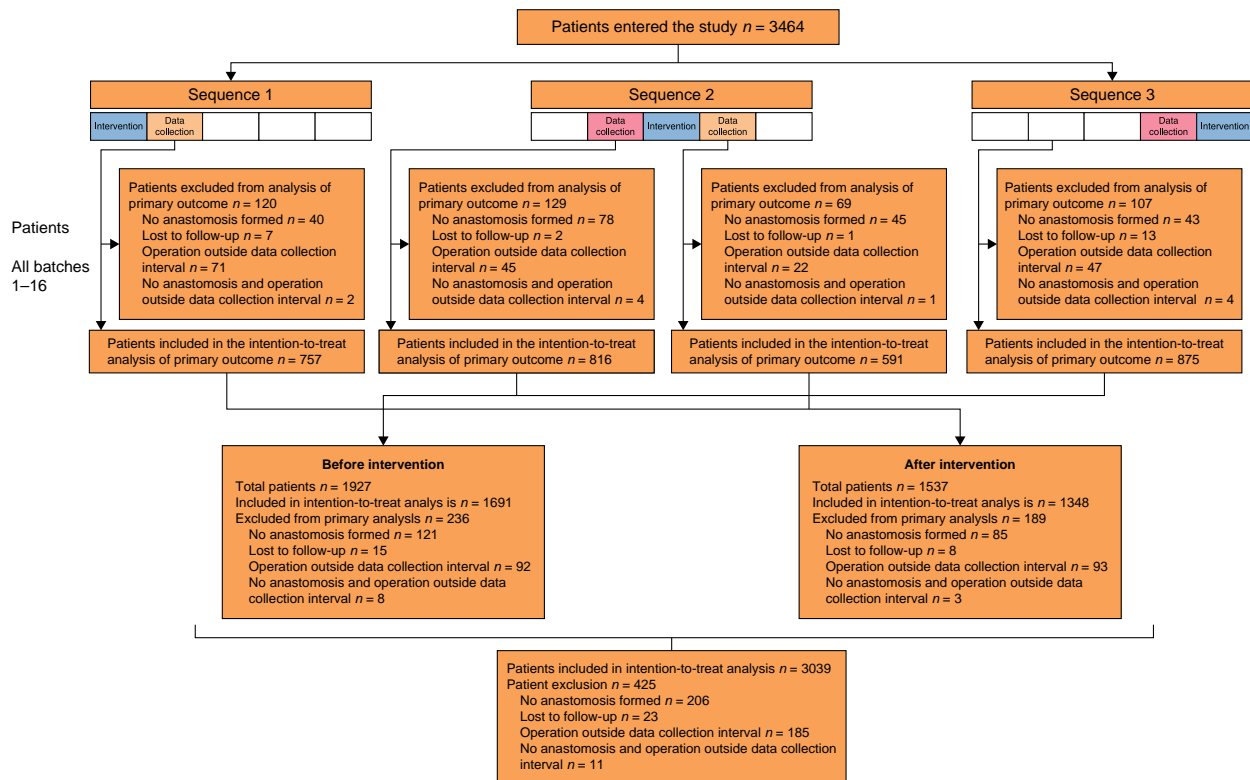 Patients entered the study n = 3464
Sequence 1
Intervention
Data
collection
Sequence 2
Data
collection
Intervention
Data
collection
Sequence 3
Data
collection
Intervention
Patients
All batches
1–16
Patients excluded from analysis of
primary outcome n = 120
No anastomosis formed n = 40
Lost to follow-up n = 7
Operation outside data collection
interval n = 71
No anastomosis and operation
outside data collection interval n = 2
Patients excluded from analysis of
primary outcome n = 129
No anastomosis formed n = 78
Lost to follow-up n = 2
Operation outside data collection
interval n = 45
No anastomosis and operation
outside data collection interval n = 4
Patients excluded from analysis of
primary outcome n = 69
No anastomosis formed n = 45
Lost to follow-up n = 1
Operation outside data collection
interval n = 22
No anastomosis and operation
outside data collection interval n = 1
Patients excluded from analysis of
primary outcome n = 107
No anastomosis formed n = 43
Lost to follow-up n = 13
Operation outside data collection
interval n = 47
No anastomosis and operation
outside data collection interval n = 4
Patients included in the intention-to-treat
analysis of primary outcome n = 757
Patients included in the intention-to-treat
analysis of primary outcome n = 816
Patients included in the intention-to-treat
analysis of primary outcome n = 591
Patients included in the intention-to-treat
analysis of primary outcome n = 875
Before intervention
Total patients n = 1927
Included in intention-to-treat analys is n = 1691
Excluded from primary analysls n = 236
No anastomosis formed n = 121
Lost to follow-up n = 15
Operation outside data collection interval n = 92
No anastomosis and operation outside data
collection interval n = 8
After intervention
Total patients n = 1537
Included in intention-to-treat analys is n = 1348
Excluded from primary analysls n = 189
No anastomosis formed n = 85
Lost to follow-up n = 8
Operation outside data collection interval n = 93
No anastomosis and operation outside data
collection interval n = 3
Patients included in intention-to-treat analysis n = 3039
Patient exclusion n = 425
No anastomosis formed n = 206
Lost to follow-up n = 23
Operation outside data collection interval n = 185
No anastomosis and operation outside data collection
interval n = 11